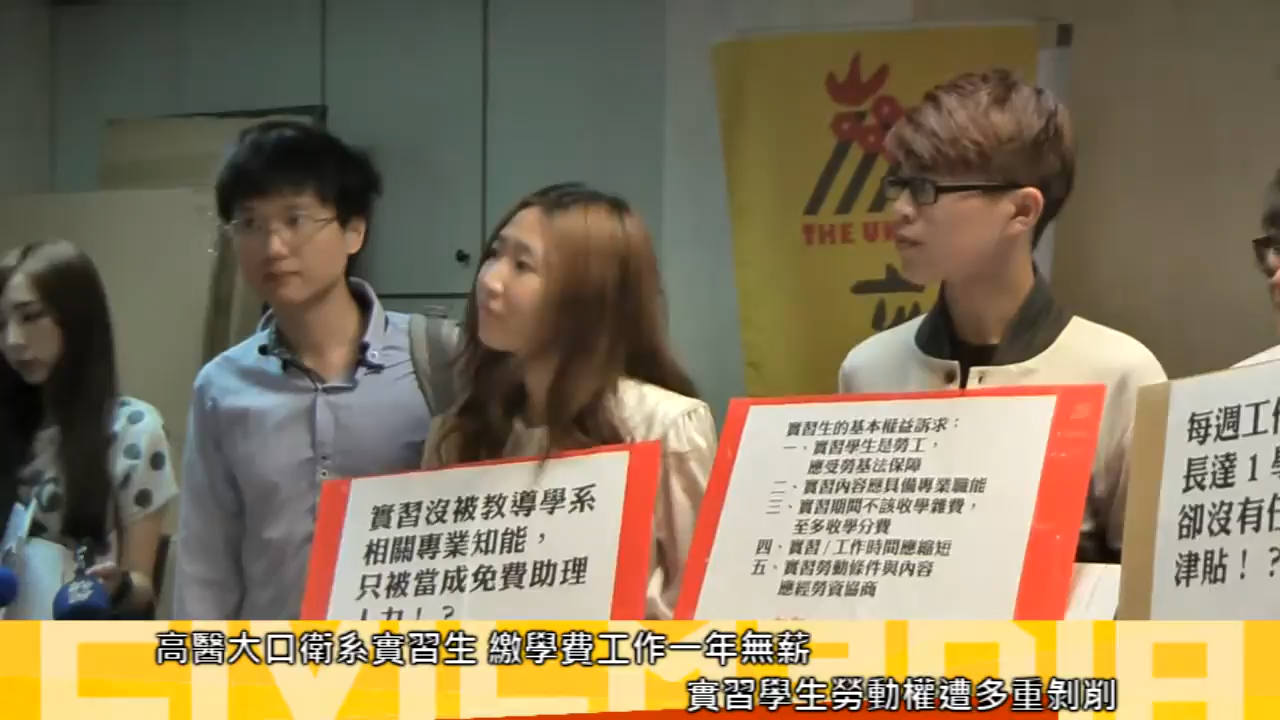 THE
實習沒被教導學系
相關專業知能，
只被當成免費助理
人力！？
實習生的基本權益訴求：
一、實習學生是勞工，
應受勞基法保障
二、實習內容應具備專業職能
三、實習期間不該收學雜費，
至多收學分費
四、實習/工作時間應縮短
五、實習勞動條件與內容
應經勞資協商
每週工作
長達1學
卻沒有任
津貼！？
高醫大口衛系實習生 繳學費工作一年無薪
實習學生勞動權遭多重剝削
CIVICMEDIA